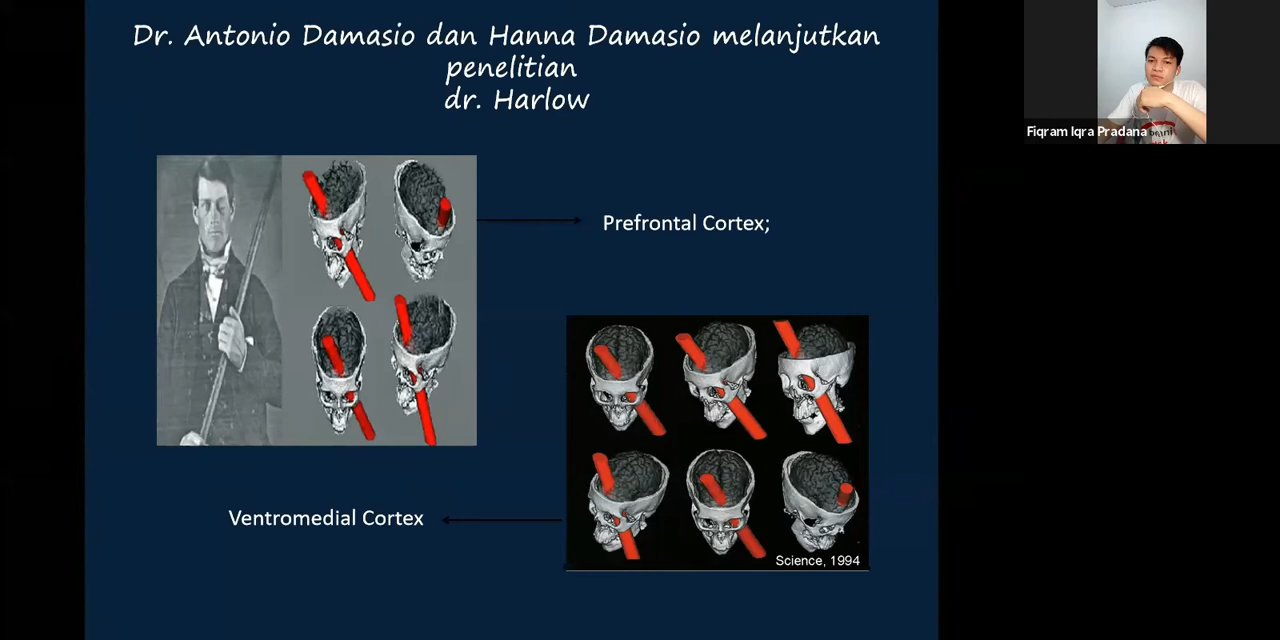 Dr. Antonio Damasio dan Hanna Damasio melanjutkan
penelitian
dr. Harlow
Fiqram Iqra Pradana
Prefrontal Cortex;
Ventromedial Cortex
Science, 1994